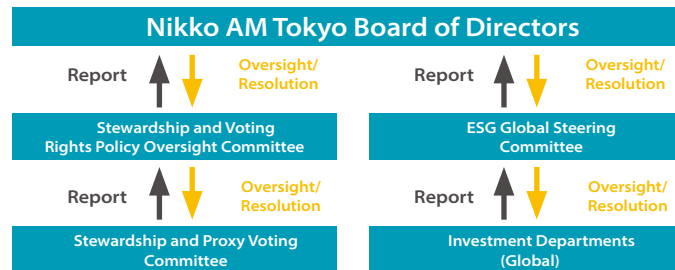 Nikko AM Tokyo Board of Directors
Report
Oversight/
Resolution
Report
Oversight/
Resolution
Stewardship and Voting
Rights Policy Oversight Committee
ESG Global Steering
Committee
Report
Oversight/
Resolution
Report
Oversight/
Resolution
Stewardship and Proxy Voting
Committee
Investment Departments
(Global)